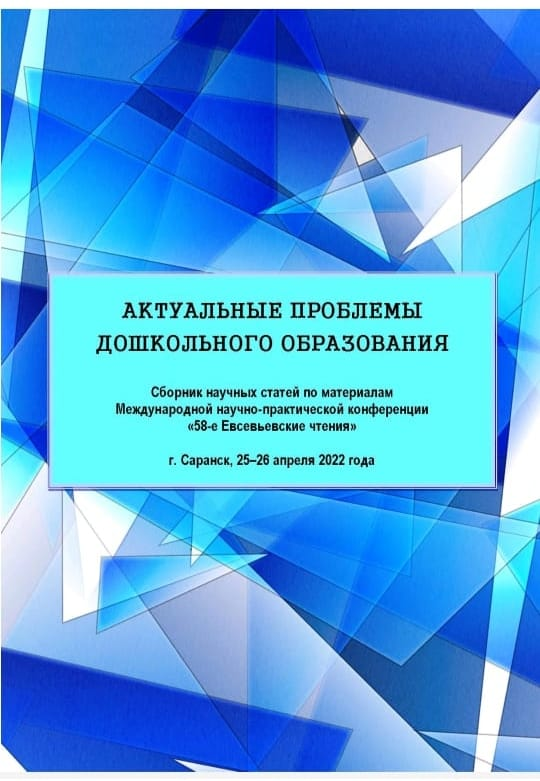 АКТУАЛЬНЫЕ ПРОБЛЕМЫ
ДОШКОЛЬНОГО ОБРАЗОВАНИЯ
Сборник научных статей по материалам
Международной научно-практической конференции
«58-е Евсевьевские чтения»
г. Саранск, 25–26 апреля 2022 года